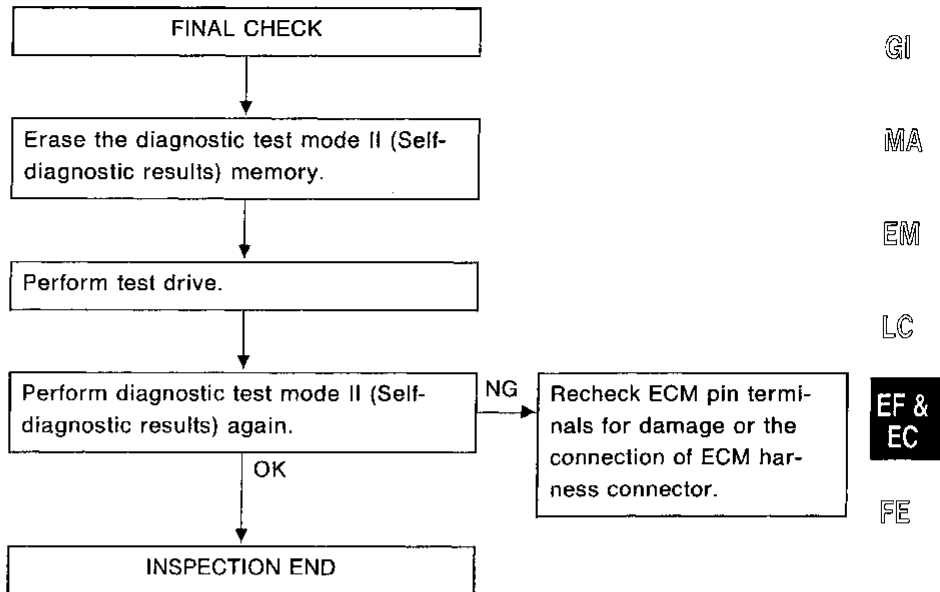 FINAL CHECK
Erase the diagnostic test mode II (Self-
diagnostic results) memory.
Perform test drive.
Perform diagnostic test mode II (Self-
diagnostic results) again.
NG
Recheck ECM pin termi-
nals for damage or the
connection of ECM har-
ness connector.
OK
INSPECTION END
GI
MA
EM
LC
EF &
EC
FE